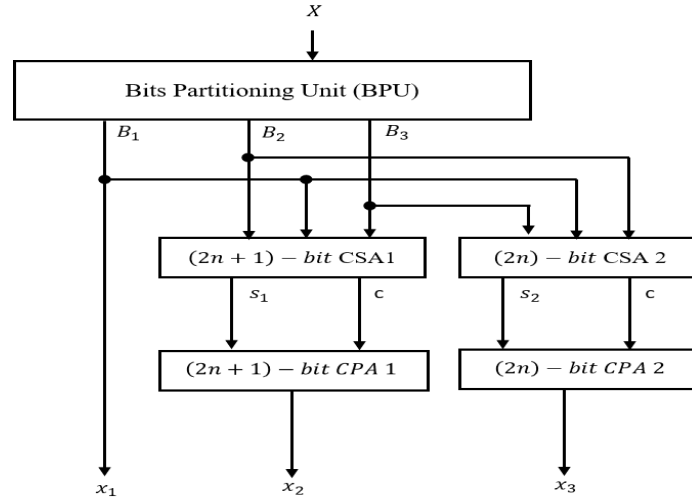 X
Bits Partitioning Unit (BPU)
B₁ B₂ B₃
(2n + 1) − bit CSA1 (2n) − bit CSA 2
s₁ c s₂ c
(2n + 1) − bit CPA 1 (2n) − bit CPA 2
x₁ x₂ x₃